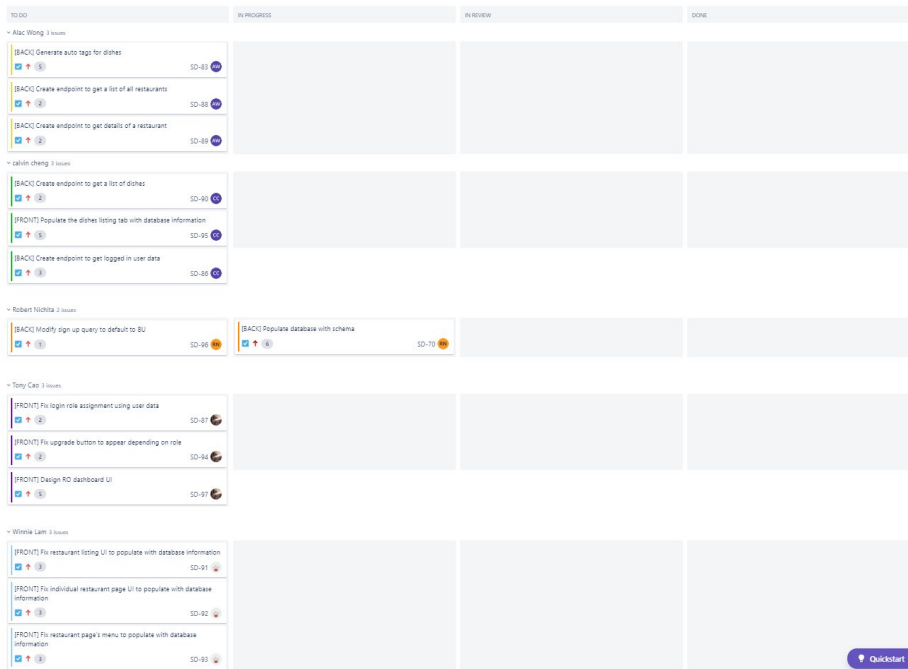 TO DO
IN PROGRESS
IN REVIEW
DONE
Alac Wong 3 issues
[BACK] Generate auto tags for dishes
5
SD-83 AW
[BACK] Create endpoint to get a list of all restaurants
2
SD-88 AW
[BACK] Create endpoint to get details of a restaurant
2
SD-89 AW
calvin cheng 3 issues
[BACK] Create endpoint to get a list of dishes
2
SD-90 CC
[FRONT] Populate the dishes listing tab with database information
5
SD-95 CC
[BACK] Create endpoint to get logged in user data
3
SD-86 CC
Robert Nichita 2 issues
[BACK] Modify sign up query to default to BU
1
SD-96 RN
[BACK] Populate database with schema
6
SD-70 RN
Tony Cao 3 issues
[FRONT] Fix login role assignment using user data
2
SD-87
[FRONT] Fix upgrade button to appear depending on role
2
SD-94
[FRONT] Design RO dashboard UI
5
SD-97
Winnie Lam 3 issues
[FRONT] Fix restaurant listing UI to populate with database information
3
SD-91
[FRONT] Fix individual restaurant page UI to populate with database
information
3
SD-92
[FRONT] Fix restaurant page's menu to populate with database
information
3
SD-93
Quickstart